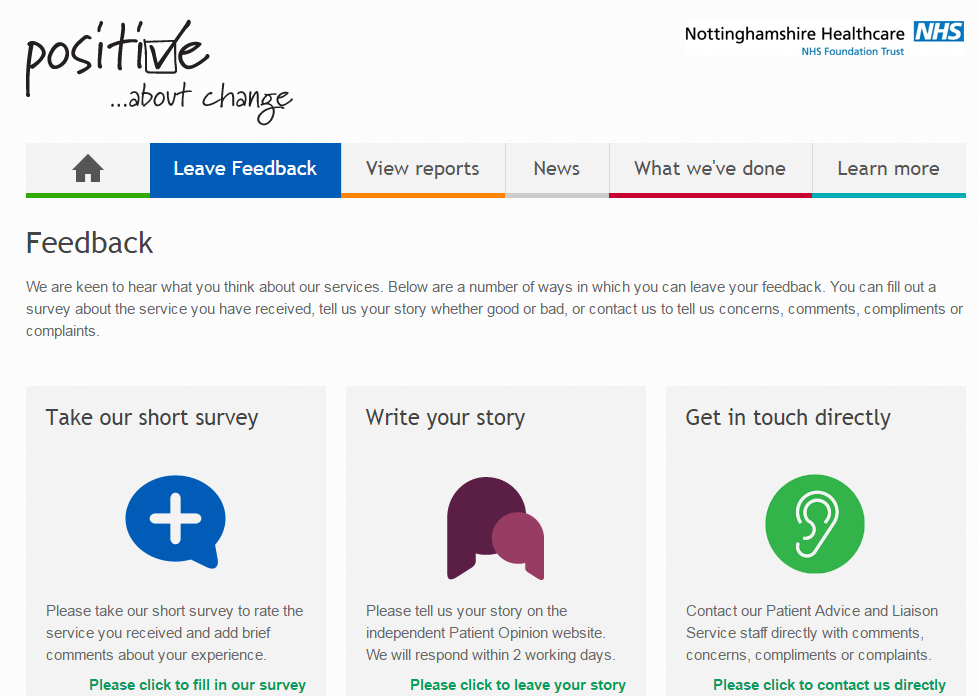 positive
...about change
Nottinghamshire Healthcare NHS
NHS Foundation Trust
Leave Feedback
View reports
News
What we've done
Learn more
Feedback
We are keen to hear what you think about our services. Below are a number of ways in which you can leave your feedback. You can fill out a
survey about the service you have received, tell us your story whether good or bad, or contact us to tell us concerns, comments, compliments or
complaints.
Take our short survey
Please take our short survey to rate the
service you received and add brief
comments about your experience.
Please click to fill in our survey
Write your story
Please tell us your story on the
independent Patient Opinion website.
We will respond within 2 working days.
Please click to leave your story
Get in touch directly
Contact our Patient Advice and Liaison
Service staff directly with comments,
concerns, compliments or complaints.
Please click to contact us directly